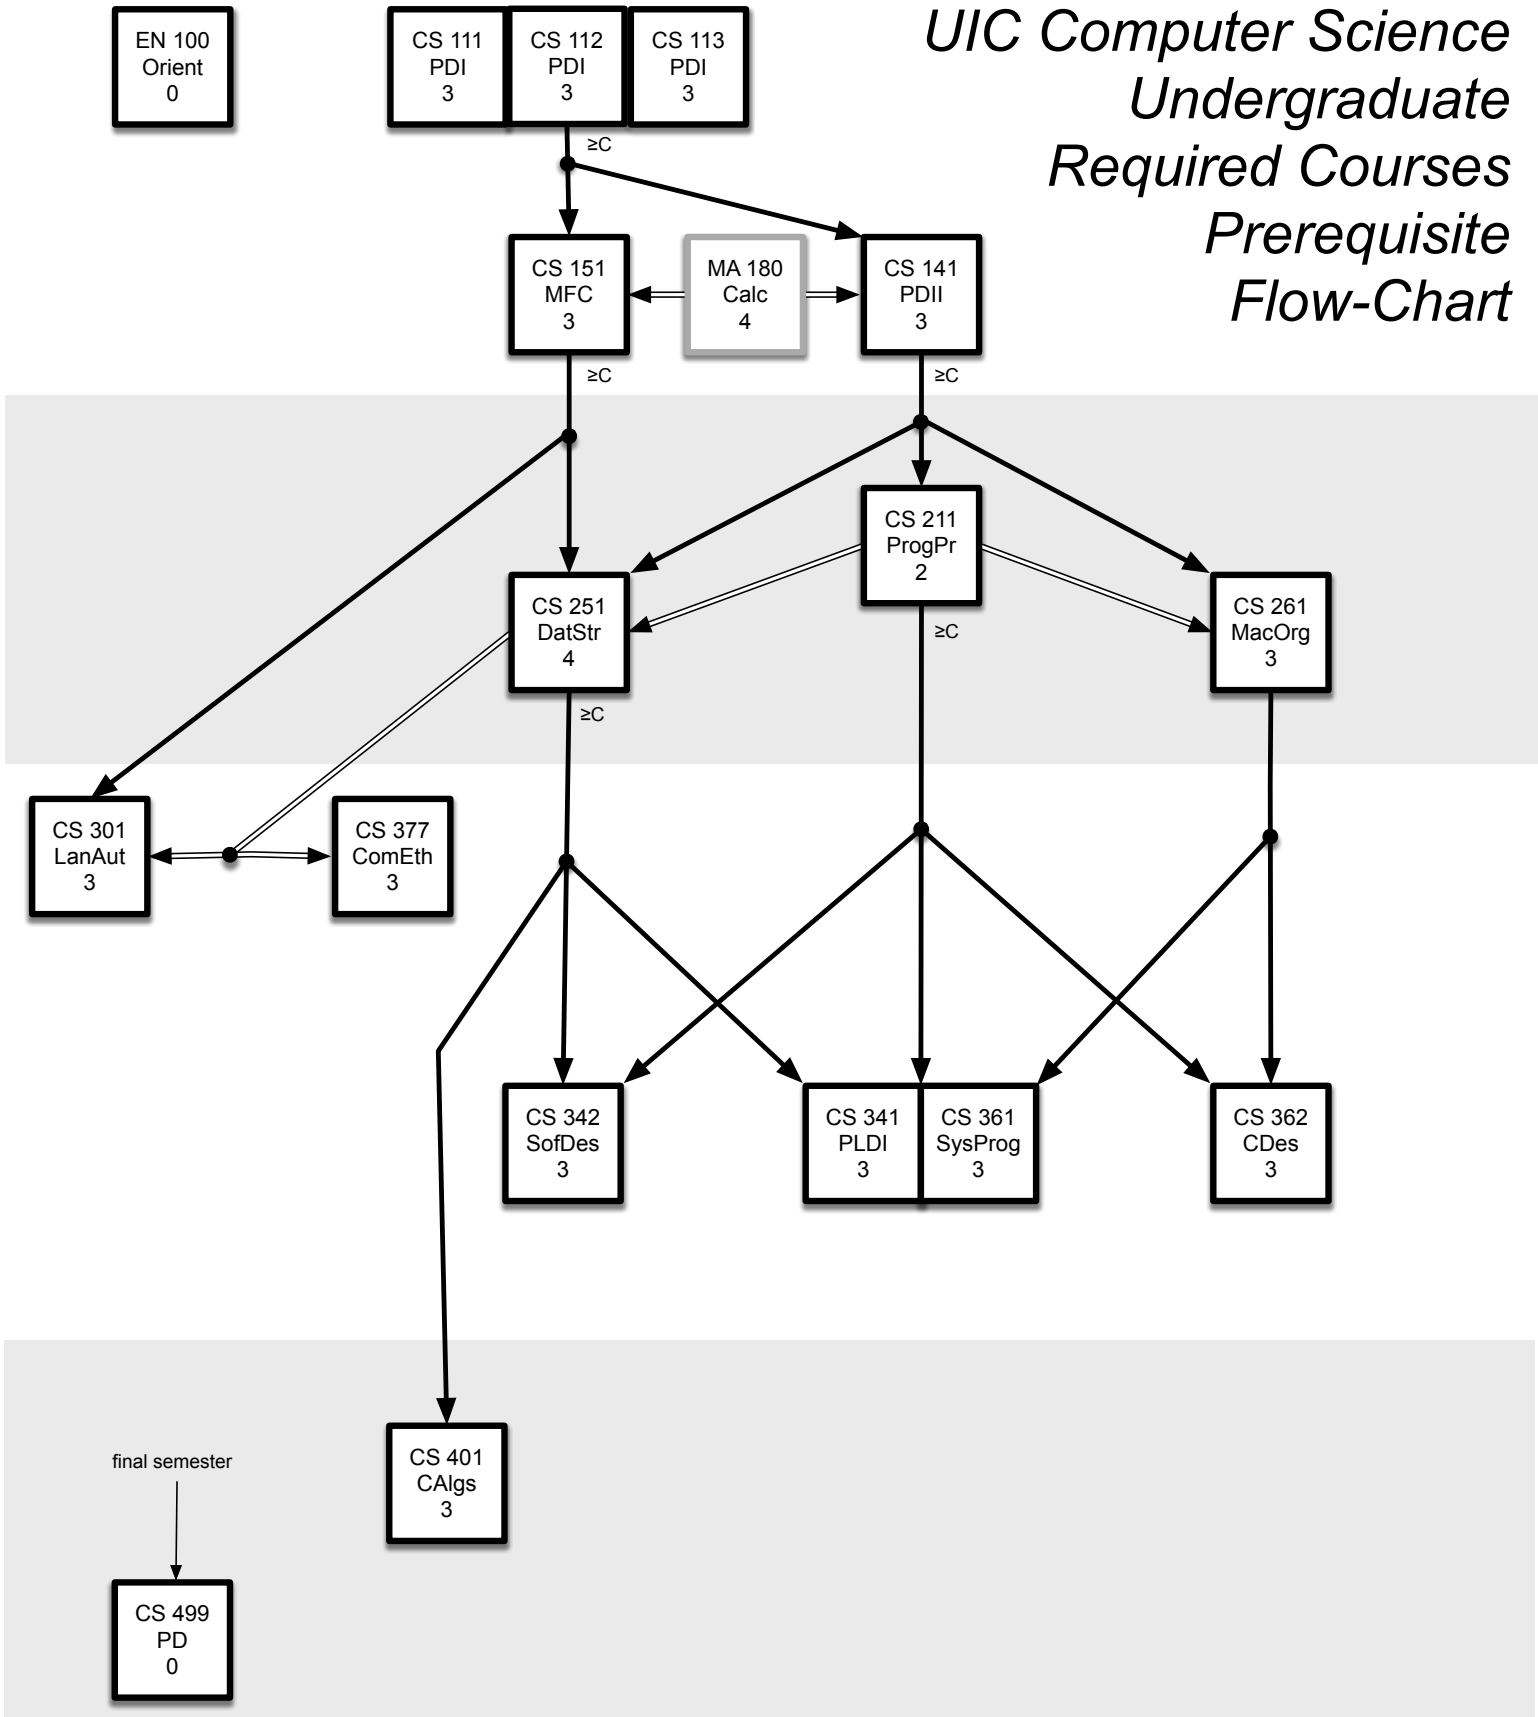 UIC Computer Science
Undergraduate
Required Courses
Prerequisite
Flow-Chart
EN 100
Orient
0
CS 111
PDI
3
CS 112
PDI
3
CS 113
PDI
3
≥C
CS 151
MFC
3
MA 180
Calc
4
CS 141
PDII
3
≥C
≥C
CS 211
ProgPr
2
≥C
CS 251
DatStr
4
≥C
CS 261
MacOrg
3
CS 301
LanAut
3
CS 377
ComEth
3
CS 342
SofDes
3
CS 341
PLDI
3
CS 361
SysProg
3
CS 362
CDes
3
CS 401
CAlgs
3
final semester
CS 499
PD
0